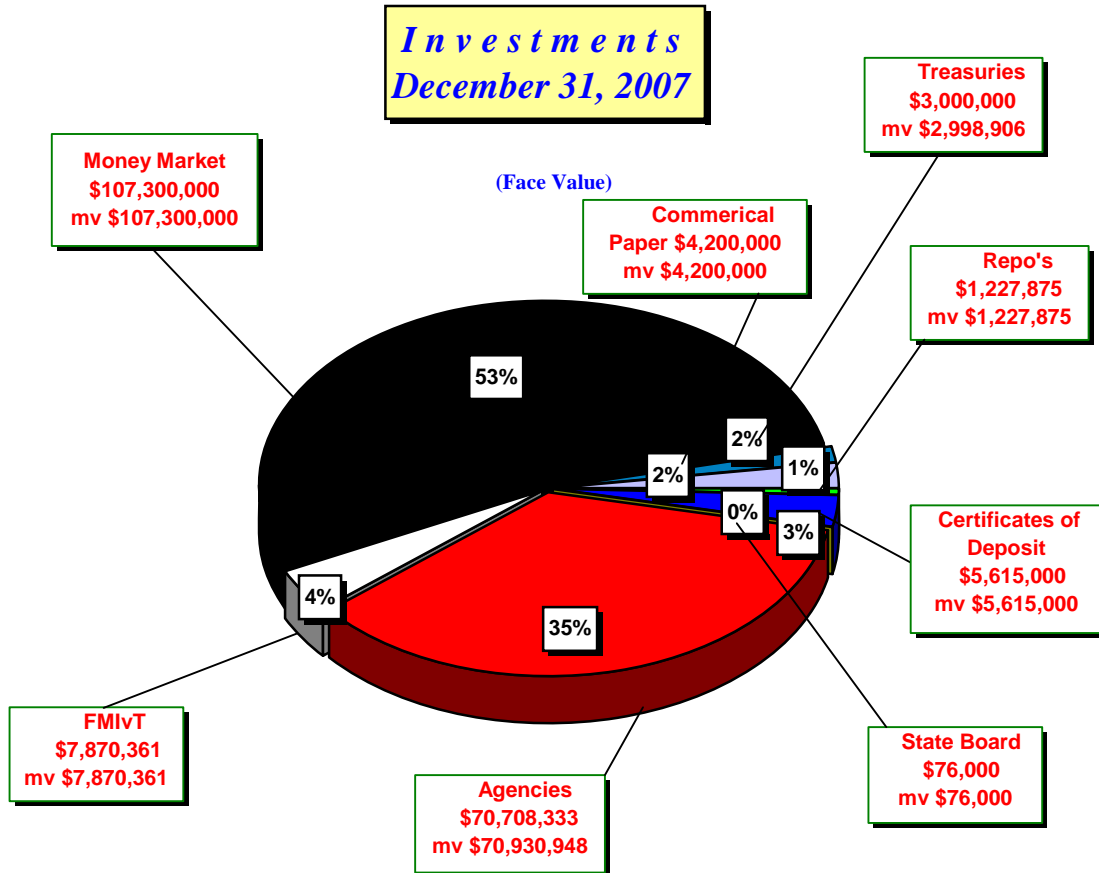 I n v e s t m e n t s
December 31, 2007
(Face Value)
Treasuries
$3,000,000
mv $2,998,906
Money Market
$107,300,000
mv $107,300,000
Commerical
Paper $4,200,000
mv $4,200,000
Repo's
$1,227,875
mv $1,227,875
53%
2%
2%
1%
0%
3%
4%
35%
Certificates of
Deposit
$5,615,000
mv $5,615,000
FMIvT
$7,870,361
mv $7,870,361
Agencies
$70,708,333
mv $70,930,948
State Board
$76,000
mv $76,000